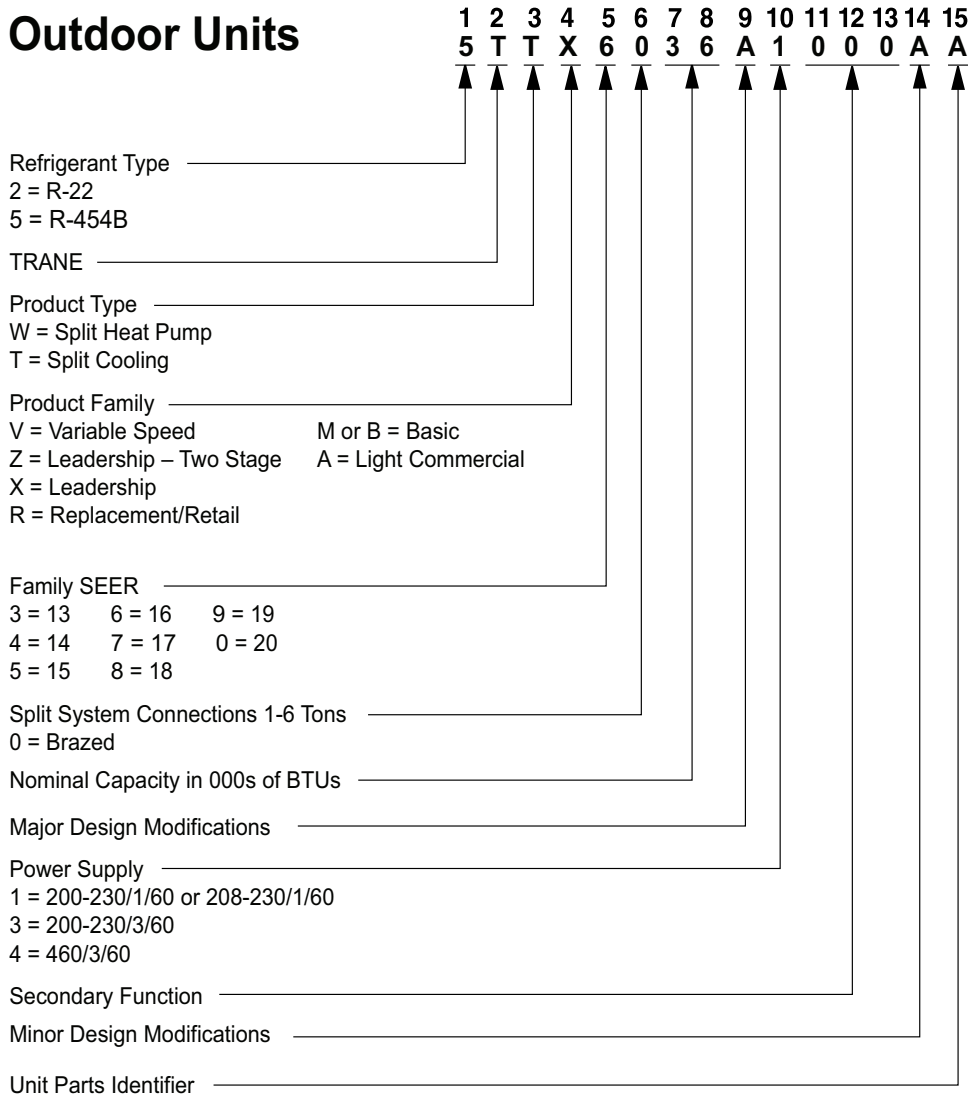 Outdoor Units
1 2 3 4 5 6 7 8 9 10 11 12 13 14 15
5 T T X 6 0 3 6 A 1 0 0 0 A A
Refrigerant Type
2 = R-22
5 = R-454B
TRANE
Product Type
W = Split Heat Pump
T = Split Cooling
Product Family
V = Variable Speed M or B = Basic
Z = Leadership – Two Stage A = Light Commercial
X = Leadership
R = Replacement/Retail
Family SEER
3 = 13 6 = 16 9 = 19
4 = 14 7 = 17 0 = 20
5 = 15 8 = 18
Split System Connections 1-6 Tons
0 = Brazed
Nominal Capacity in 000s of BTUs
Major Design Modifications
Power Supply
1 = 200-230/1/60 or 208-230/1/60
3 = 200-230/3/60
4 = 460/3/60
Secondary Function
Minor Design Modifications
Unit Parts Identifier